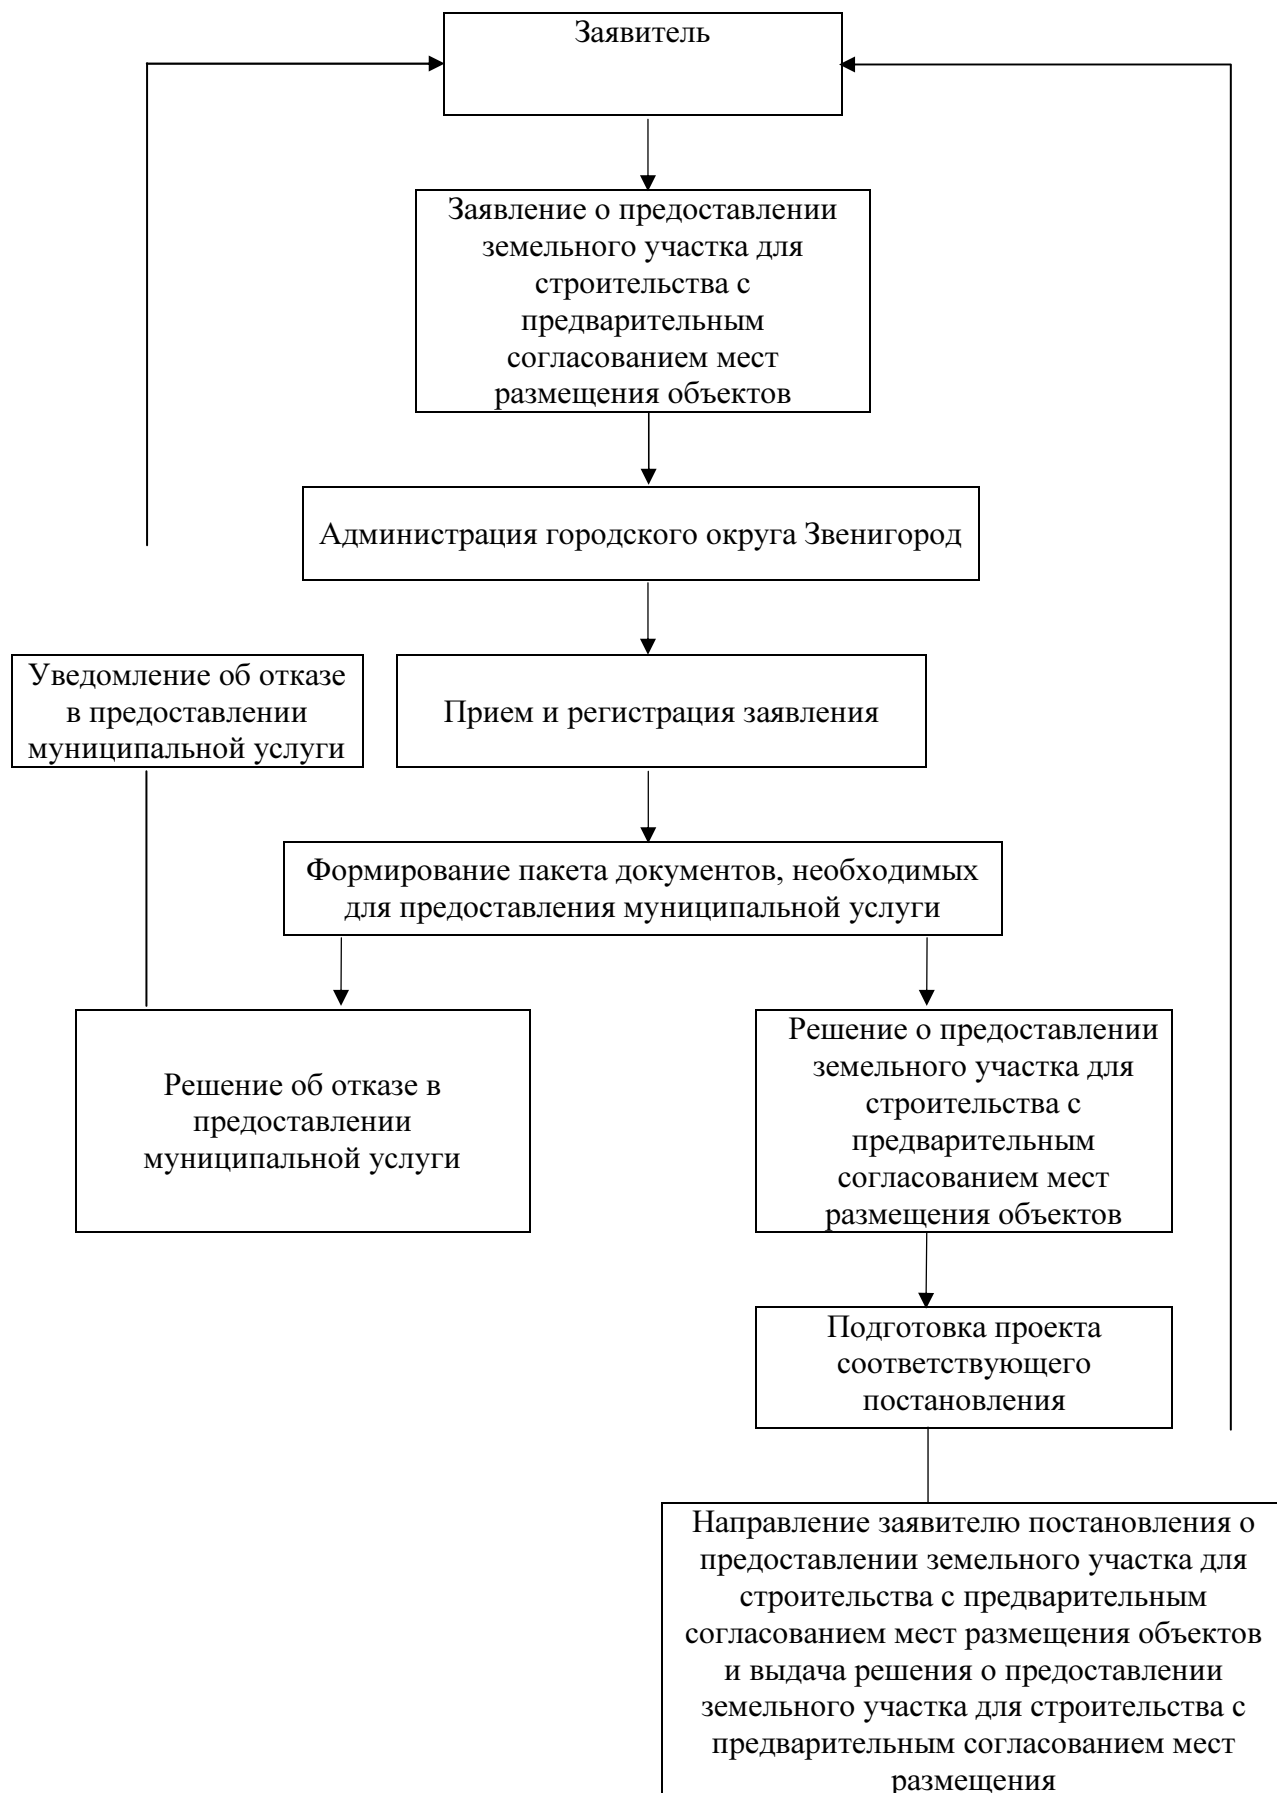 Заявитель
Заявление о предоставлении
земельного участка для
строительства с
предварительным
согласованием мест
размещения объектов
Администрация городского округа Звенигород
Уведомление об отказе
в предоставлении
муниципальной услуги
Прием и регистрация заявления
Формирование пакета документов, необходимых
для предоставления муниципальной услуги
Решение об отказе в
предоставлении
муниципальной услуги
Решение о предоставлении
земельного участка для
строительства с
предварительным
согласованием мест
размещения объектов
Подготовка проекта
соответствующего
постановления
Направление заявителю постановления о
предоставлении земельного участка для
строительства с предварительным
согласованием мест размещения объектов
и выдача решения о предоставлении
земельного участка для строительства с
предварительным согласованием мест
размещения